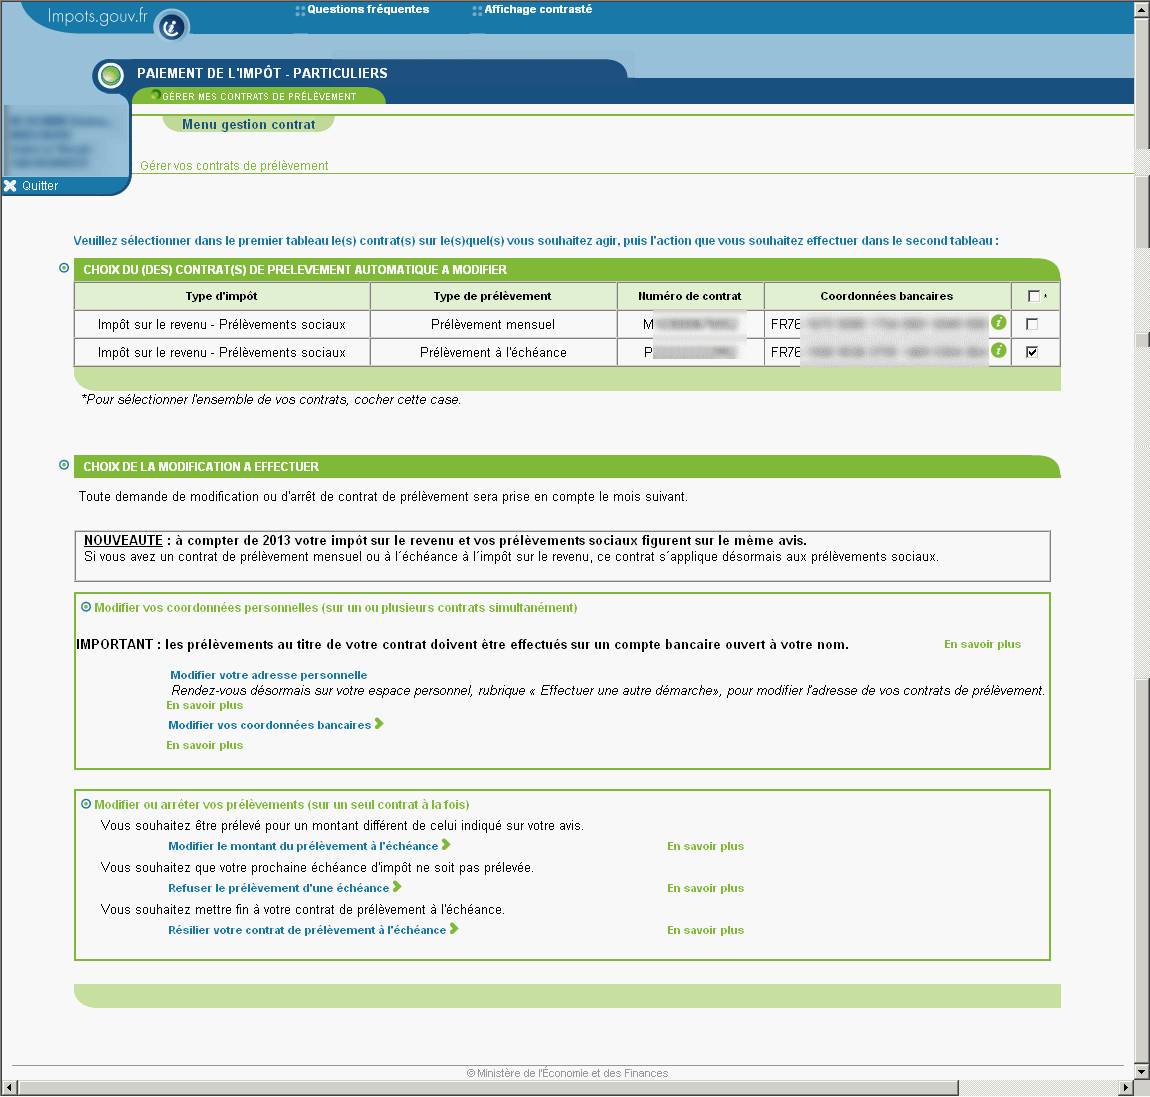 Impots.gouv.fr
Questions fréquentes
Affichage contrasté
PAIEMENT DE L'IMPÔT - PARTICULIERS
GÉRER MES CONTRATS DE PRÉLÈVEMENT
Menu gestion contrat
Gérer vos contrats de prélèvement
Quitter
Veuillez sélectionner dans le premier tableau le(s) contrat(s) sur le(s)quel(s) vous souhaitez agir, puis l'action que vous souhaitez effectuer dans le second tableau :
CHOIX DU (DES) CONTRAT(S) DE PRELEVEMENT AUTOMATIQUE A MODIFIER
Type d'impôt Type de prélèvement Numéro de contrat Coordonnées bancaires *
Impôt sur le revenu - Prélèvements sociaux Prélèvement mensuel M FR76
Impôt sur le revenu - Prélèvements sociaux Prélèvement à l'échéance P FR76
*Pour sélectionner l'ensemble de vos contrats, cocher cette case.
CHOIX DE LA MODIFICATION A EFFECTUER
Toute demande de modification ou d'arrêt de contrat de prélèvement sera prise en compte le mois suivant.
NOUVEAUTE : à compter de 2013 votre impôt sur le revenu et vos prélèvements sociaux figurent sur le même avis.
Si vous avez un contrat de prélèvement mensuel ou à l´échéance à l´impôt sur le revenu, ce contrat s´applique désormais aux prélèvements sociaux.
Modifier vos coordonnées personnelles (sur un ou plusieurs contrats simultanément)
IMPORTANT : les prélèvements au titre de votre contrat doivent être effectués sur un compte bancaire ouvert à votre nom. En savoir plus
Modifier votre adresse personnelle
Rendez-vous désormais sur votre espace personnel, rubrique « Effectuer une autre démarche», pour modifier l'adresse de vos contrats de prélèvement.
En savoir plus
Modifier vos coordonnées bancaires
En savoir plus
Modifier ou arréter vos prélèvements (sur un seul contrat à la fois)
Vous souhaitez être prélevé pour un montant différent de celui indiqué sur votre avis.
Modifier le montant du prélèvement à l'échéance En savoir plus
Vous souhaitez que votre prochaine échéance d'impôt ne soit pas prélevée.
Refuser le prélèvement d'une échéance En savoir plus
Vous souhaitez mettre fin à votre contrat de prélèvement à l'échéance.
Résilier votre contrat de prélèvement à l'échéance En savoir plus
© Ministère de l'Économie et des Finances